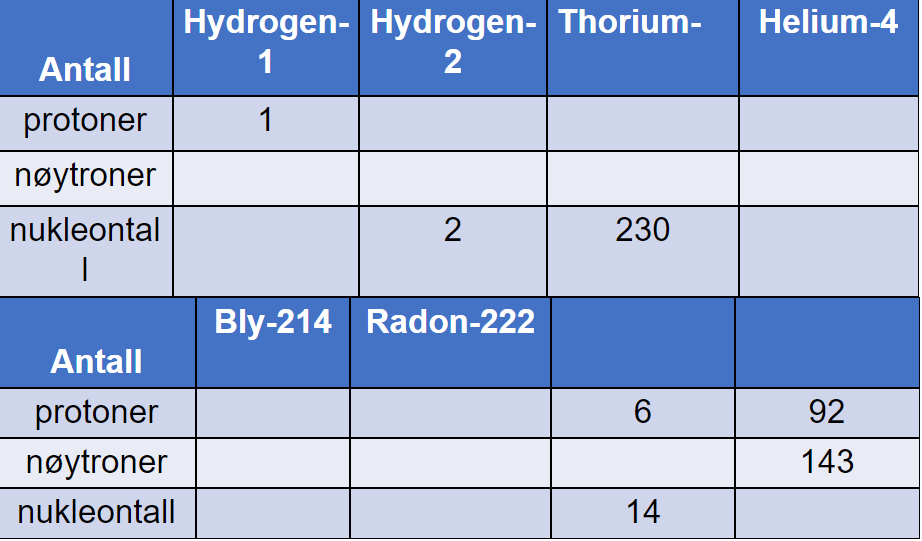 Antall Hydrogen-1 Hydrogen-2 Thorium- Helium-4
protoner 1
nøytroner
nukleontall 2 230
Antall Bly-214 Radon-222
protoner 6 92
nøytroner 143
nukleontall 14